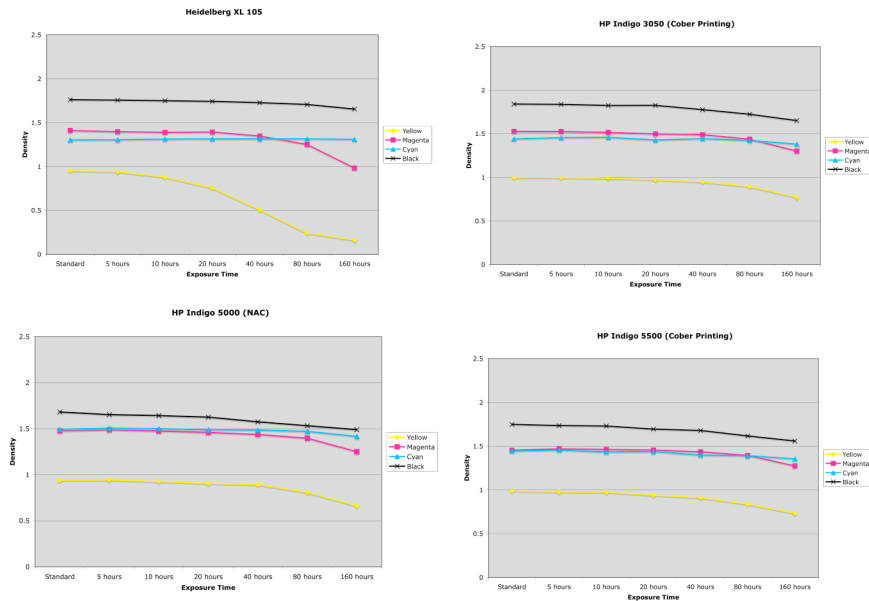 Heidelberg XL 105
2.5
2
1.5
1
0.5
0
Density
Standard 5 hours 10 hours 20 hours 40 hours 80 hours 160 hours
Exposure Time
Yellow
Magenta
Cyan
Black
HP Indigo 3050 (Cober Printing)
2.5
2
1.5
1
0.5
0
Density
Standard 5 hours 10 hours 20 hours 40 hours 80 hours 160 hours
Exposure Time
Yellow
Magenta
Cyan
Black
HP Indigo 5000 (NAC)
2.5
2
1.5
1
0.5
0
Density
Standard 5 hours 10 hours 20 hours 40 hours 80 hours 160 hours
Exposure Time
Yellow
Magenta
Cyan
Black
HP Indigo 5500 (Cober Printing)
2.5
2
1.5
1
0.5
0
Density
Standard 5 hours 10 hours 20 hours 40 hours 80 hours 160 hours
Exposure Time
Yellow
Magenta
Cyan
Black